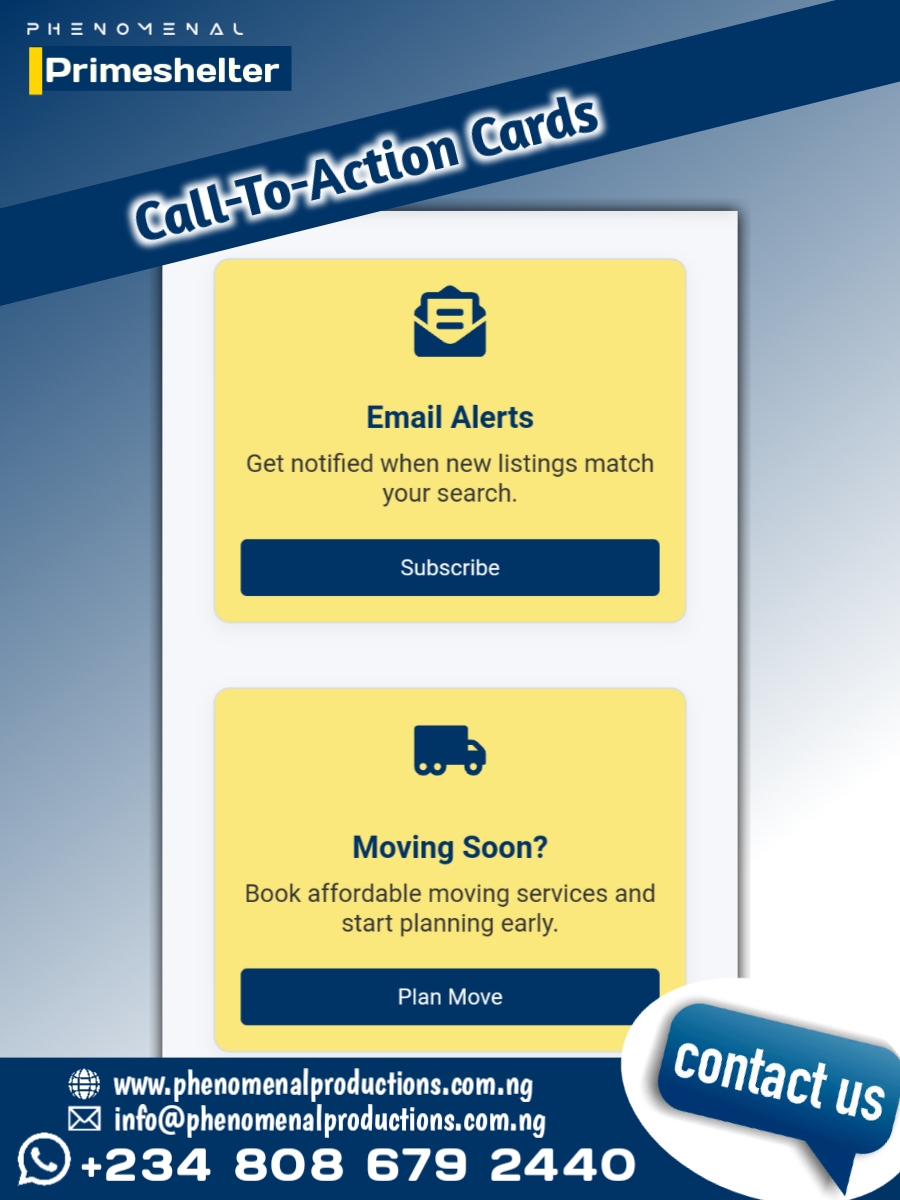 PHENOMENAL
Primeshelter
Call-To-Action Cards
Email Alerts
Get notified when new listings match
your search.
Subscribe
Moving Soon?
Book affordable moving services and
start planning early.
Plan Move
contact us
www.phenomenalproductions.com.ng
info@phenomenalproductions.com.ng
+234 808 679 2440